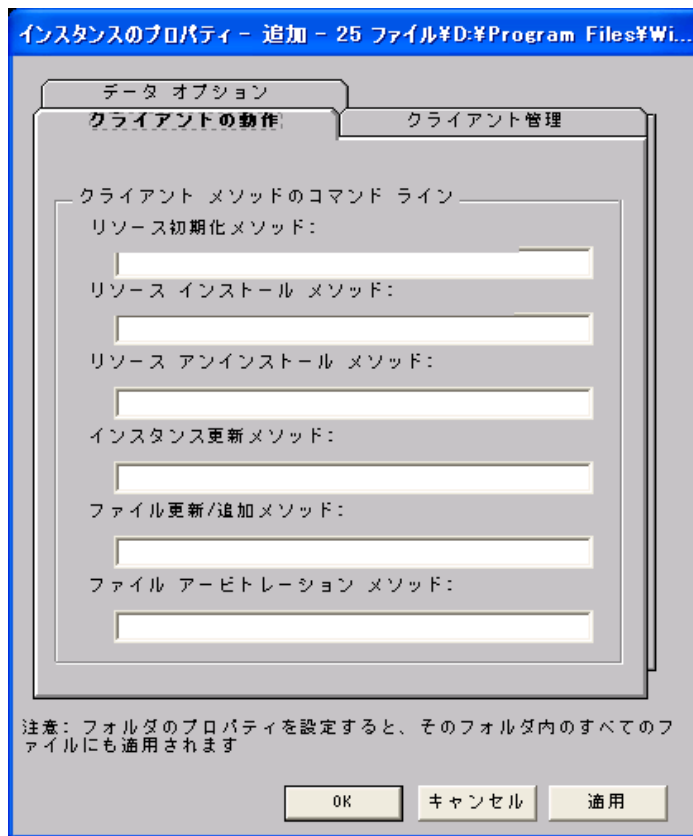 インスタンスのプロパティ - 追加 - 25 ファイル¥D:¥Program Files¥Wi...
データ オプション
クライアントの動作
クライアント管理
クライアント メソッドのコマンド ライン
リソース初期化メソッド:
リソース インストール メソッド:
リソース アンインストール メソッド:
インスタンス更新メソッド:
ファイル更新/追加メソッド:
ファイル アービトレーション メソッド:
注意: フォルダのプロパティを設定すると、そのフォルダ内のすべてのフ
ァイルにも適用されます
OK
キャンセル
適用